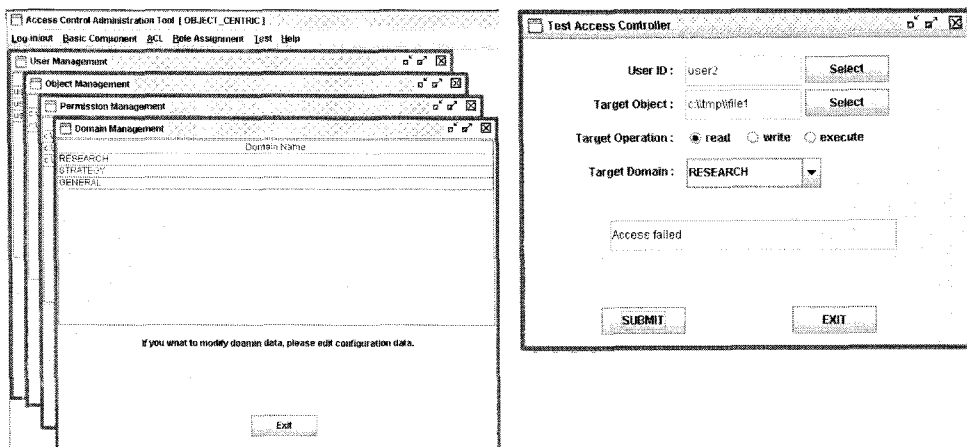 Access Control Administration Tool [ OBJECT_CENTRIC ]
Log-in/out Basic Component ACL Role Assignment Test Help
User Management
Object Management
Permission Management
Domain Management
Domain Name
RESEARCH
STRATEGY
GENERAL
If you what to modify doamin data, please edit configuration data.
Exit
Test Access Controller
User ID : user2 Select
Target Object : c:\\tmp\\file1 Select
Target Operation : read write execute
Target Domain : RESEARCH
Access failed
SUBMIT EXIT